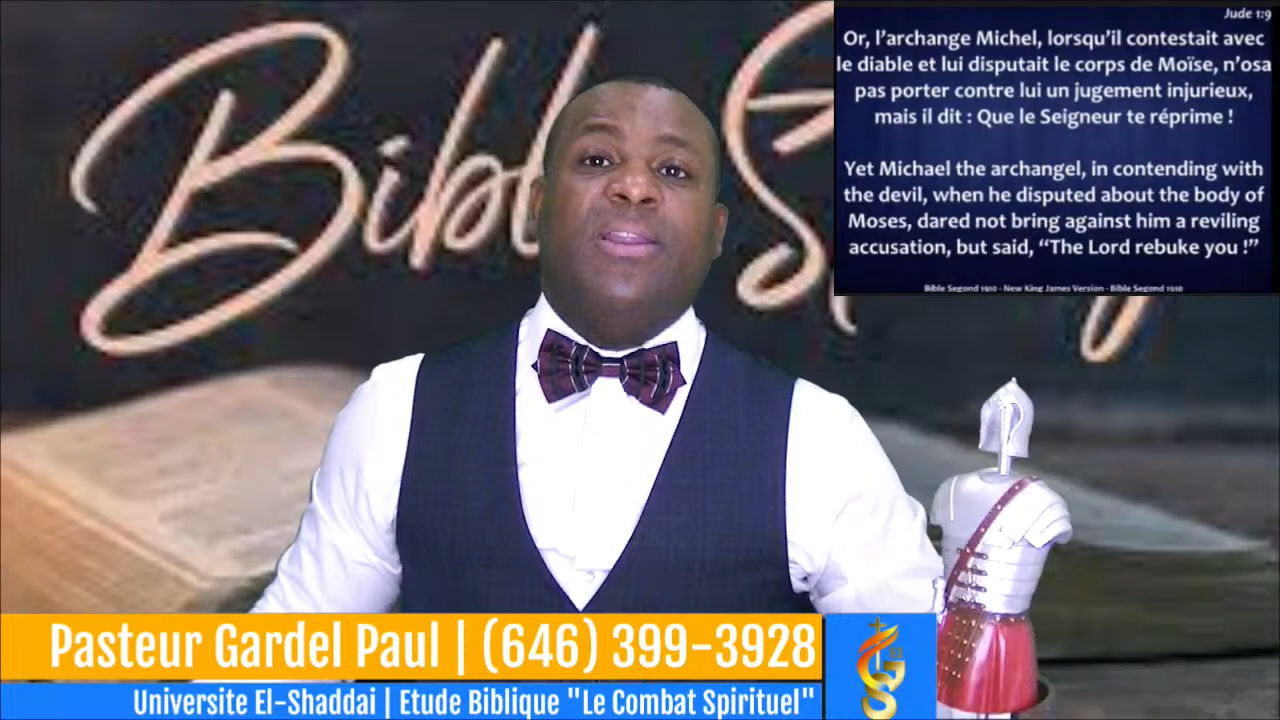 Bible S
Jude 1:9
Or, l'archange Michel, lorsqu'il contestait avec
le diable et lui disputait le corps de Moïse, n'osa
pas porter contre lui un jugement injurieux,
mais il dit : Que le Seigneur te réprime !
Yet Michael the archangel, in contending with
the devil, when he disputed about the body of
Moses, dared not bring against him a reviling
accusation, but said, “The Lord rebuke you !”
Bible Segond 1910 - New King James Version - Bible Segond 1910
Pasteur Gardel Paul | (646) 399-3928
Universite El-Shaddai | Etude Biblique "Le Combat Spirituel"